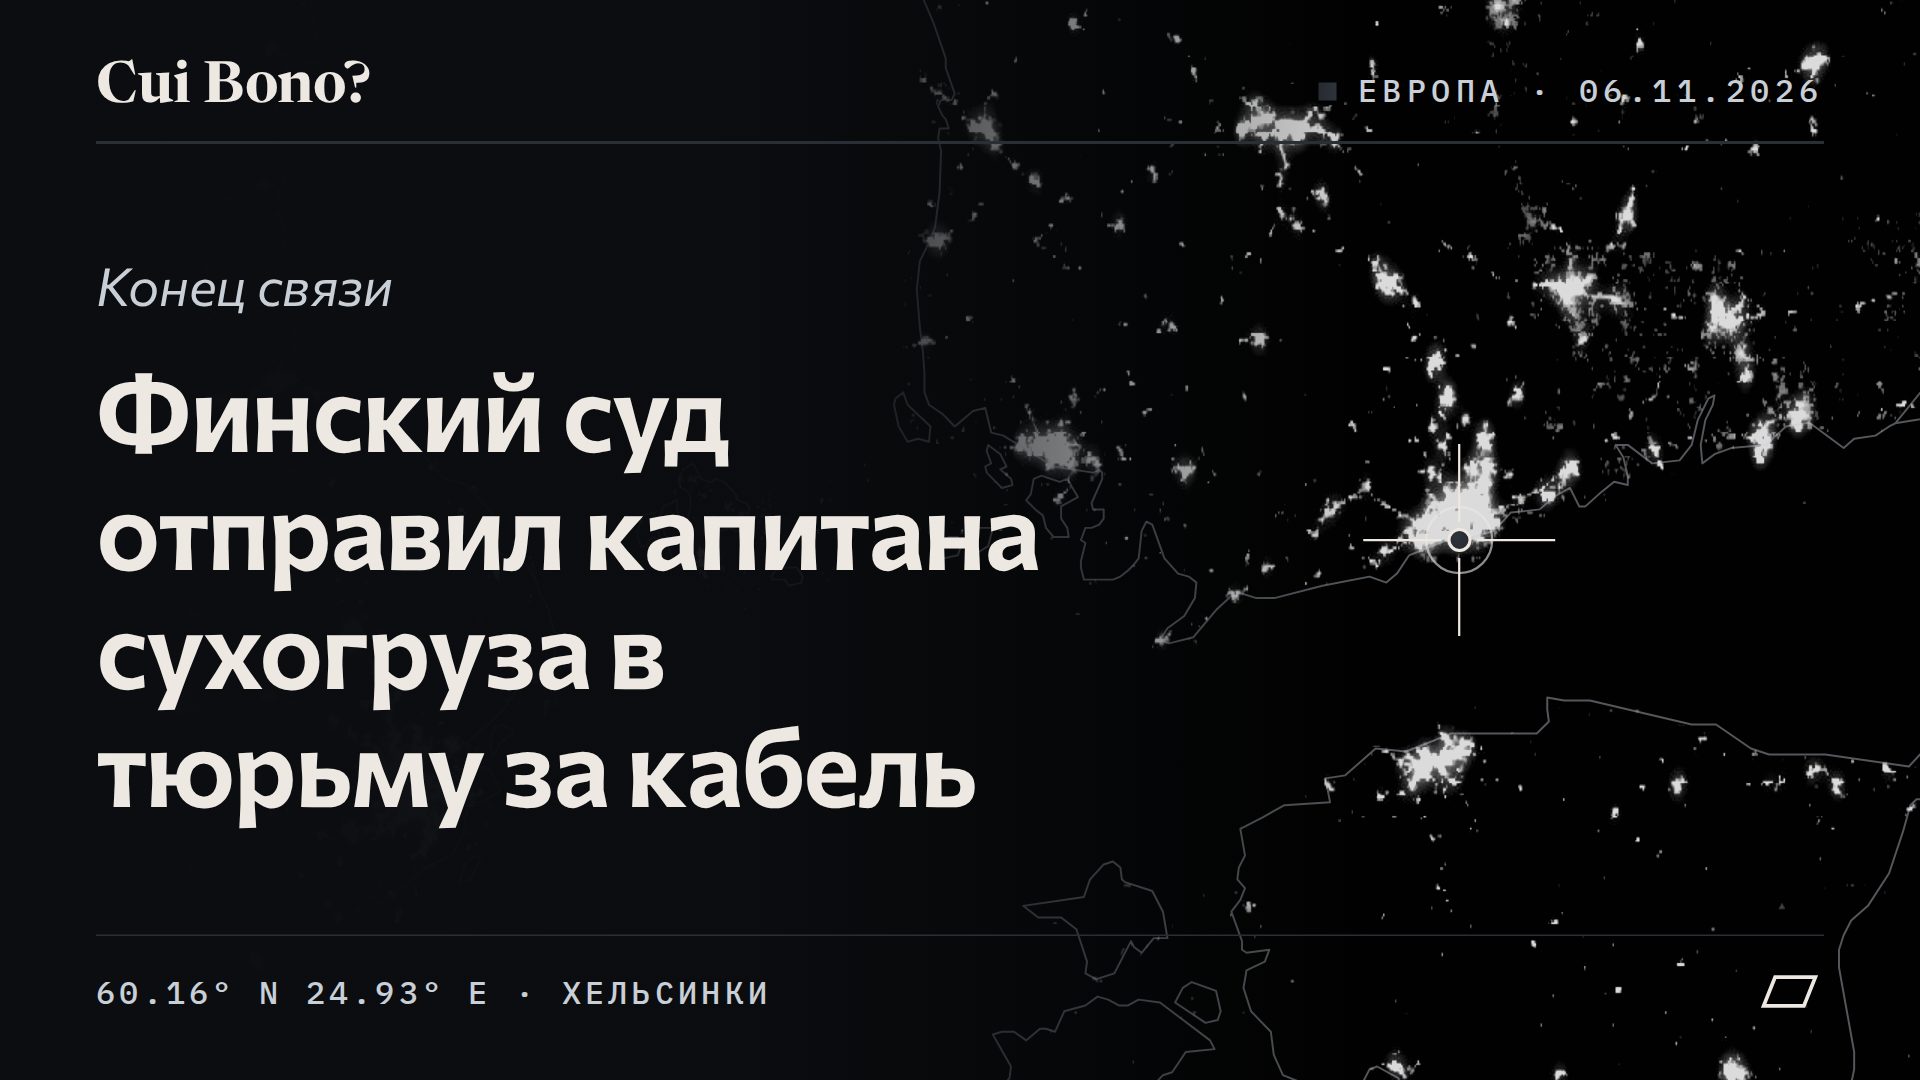 Cui Bono?
ЕВРОПА · 06.11.2026
Конец связи
Финский суд
отправил капитана
сухогруза в
тюрьму за кабель
60.16° N 24.93° E · ХЕЛЬСИНКИ